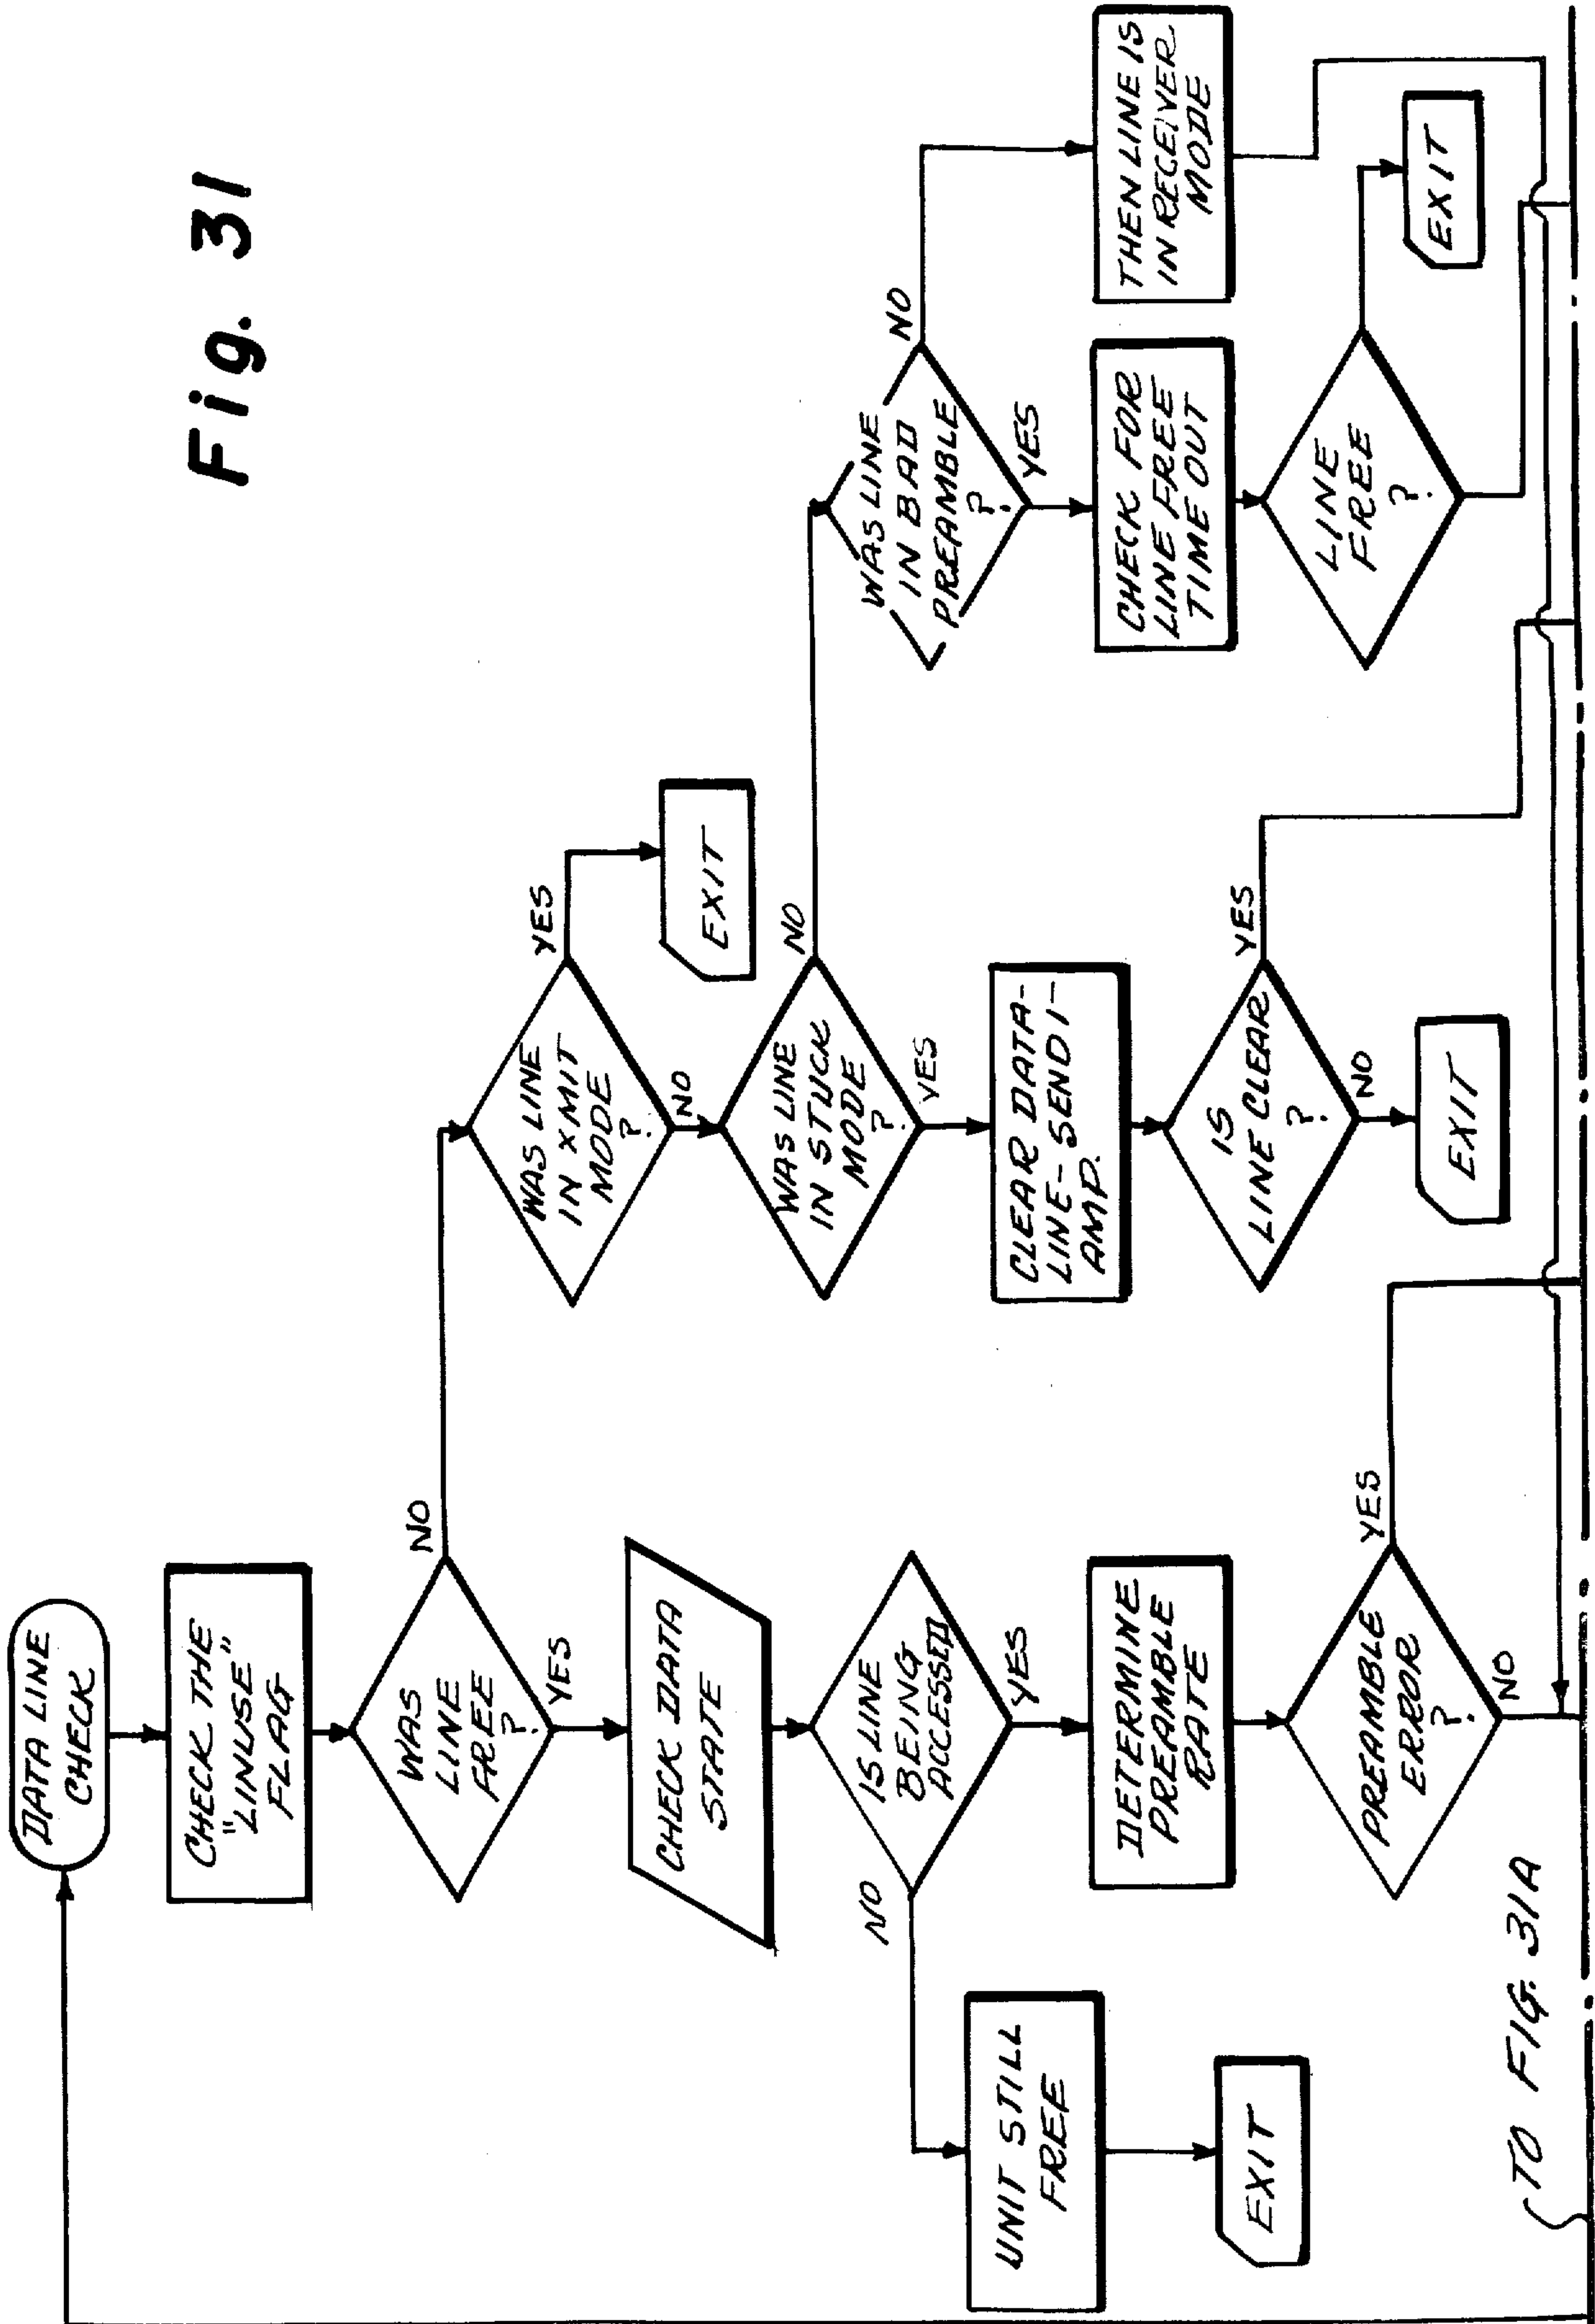 Fig. 31
DATA LINE
CHECK
CHECK THE
"LINUSE"
FLAG
WAS
LINE
FREE
?
NO
YES
CHECK DATA
STATE
IS LINE
BEING
ACCESSED
NO
YES
UNIT STILL
FREE
EXIT
DETERMINE
PREAMBLE
RATE
PREAMBLE
ERROR
?
YES
NO
WAS LINE
IN XMIT
MODE
?
YES
EXIT
NO
WAS LINE
IN STUCK
MODE
?
NO
YES
CLEAR DATA-
LINE-SENDI-
AMP.
IS
LINE CLEAR
?
YES
NO
EXIT
WAS LINE
IN BAD
PREAMBLE
?
NO
YES
CHECK FOR
LINE FREE
TIME OUT
LINE
FREE
?
EXIT
THEN LINE IS
IN RECEIVER
MODE
TO FIG. 31A